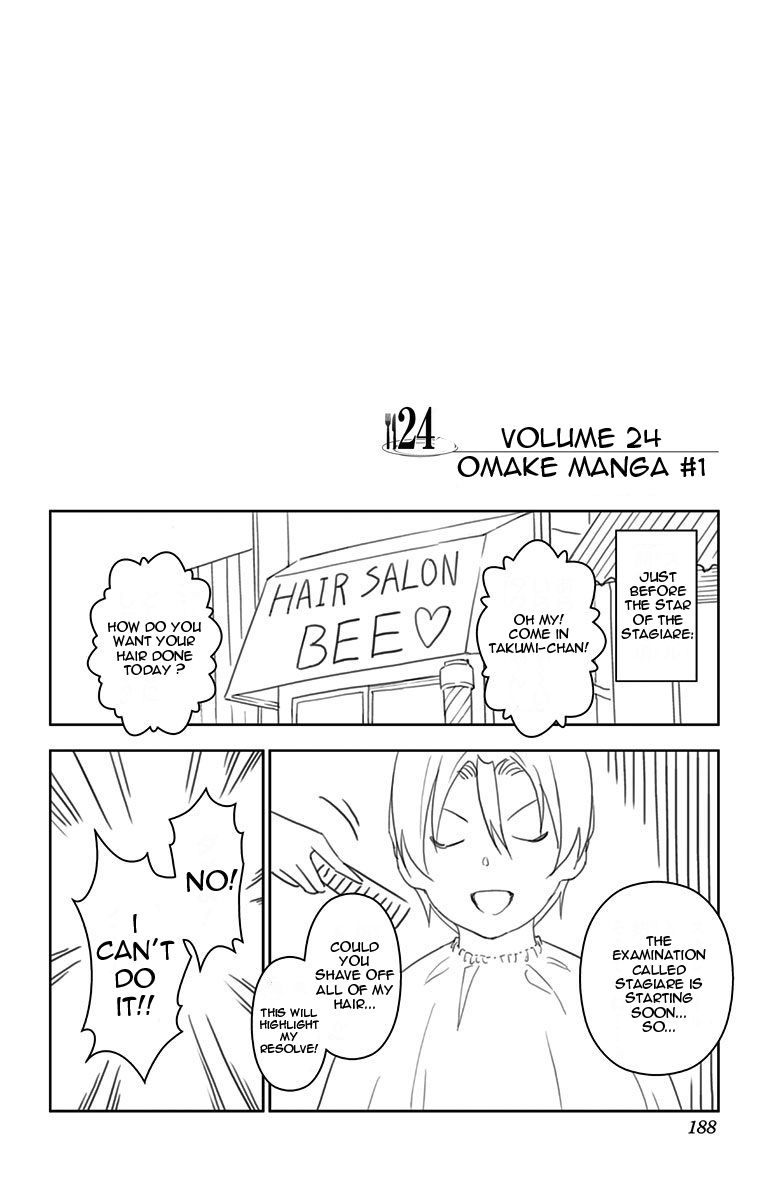 24
VOLUME 24
OMAKE MANGA #1
JUST
BEFORE
THE STAR
OF THE
STAGIARE:
OH MY!
COME IN
TAKUMI-CHAN!
HAIR SALON
BEE♡
HOW DO YOU
WANT YOUR
HAIR DONE
TODAY ?
THE
EXAMINATION
CALLED
STAGIARE IS
STARTING
SOON...
SO...
COULD
YOU
SHAVE OFF
ALL OF MY
HAIR...
THIS WILL
HIGHLIGHT
MY
RESOLVE!
NO!
I
CAN'T
DO
IT!!
188